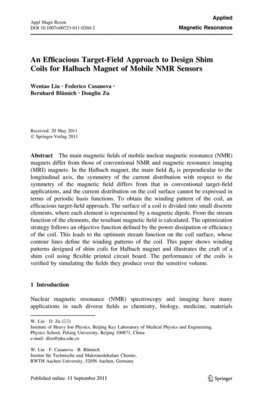 Appl Magn Reson
DOI 10.1007/s00723-011-0260-2
Applied
Magnetic Resonance
An Efficacious Target-Field Approach to Design Shim
Coils for Halbach Magnet of Mobile NMR Sensors
Wentao Liu · Federico Casanova ·
Bernhard Blümich · Donglin Zu
Received: 20 May 2011
© Springer-Verlag 2011
Abstract The main magnetic fields of mobile nuclear magnetic resonance (NMR)
magnets differ from those of conventional NMR and magnetic resonance imaging
(MRI) magnets. In the Halbach magnet, the main field B0 is perpendicular to the
longitudinal axis, the symmetry of the current distribution with respect to the
symmetry of the magnetic field differs from that in conventional target-field
applications, and the current distribution on the coil surface cannot be expressed in
terms of periodic basis functions. To obtain the winding pattern of the coil, an
efficacious target-field approach. The surface of a coil is divided into small discrete
elements, where each element is represented by a magnetic dipole. From the stream
function of the elements, the resultant magnetic field is calculated. The optimization
strategy follows an objective function defined by the power dissipation or efficiency
of the coil. This leads to the optimum stream function on the coil surface, whose
contour lines define the winding patterns of the coil. This paper shows winding
patterns designed of shim coils for Halbach magnet and illustrates the craft of a
shim coil using flexible printed circuit board. The performance of the coils is
verified by simulating the fields they produce over the sensitive volume.
1 Introduction
Nuclear magnetic resonance (NMR) spectroscopy and imaging have many
applications in such diverse fields as chemistry, biology, medicine, materials
W. Liu · D. Zu (✉)
Institute of Heavy Ion Physics, Beijing Key Laboratory of Medical Physics and Engineering,
Physics School, Peking University, Beijing 100871, China
e-mail: dlzu@pku.edu.cn
W. Liu · F. Casanova · B. Blümich
Institut für Technische und Makromolekulare Chemie,
RWTH Aachen University, 52056 Aachen, Germany
Published online: 11 September 2011
Springer